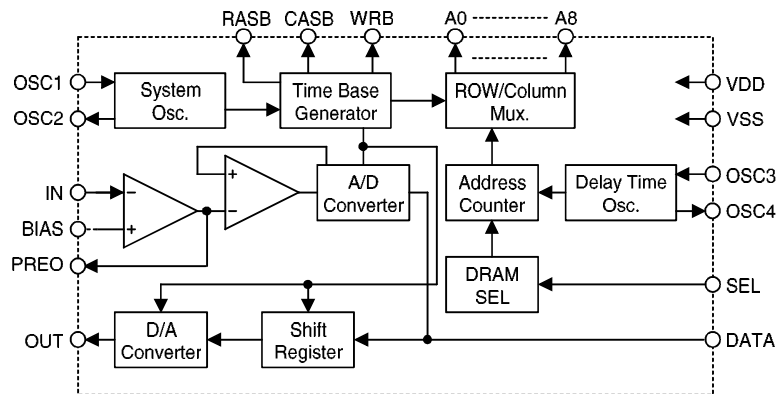 RASB CASB WRB A0 A8
OSC1
OSC2
System
Osc.
Time Base
Generator
ROW/Column
Mux.
VDD
VSS
IN
BIAS
PREO
−
+
+
−
A/D
Converter
Address
Counter
Delay Time
Osc.
OSC3
OSC4
DRAM
SEL
SEL
OUT
D/A
Converter
Shift
Register
DATA